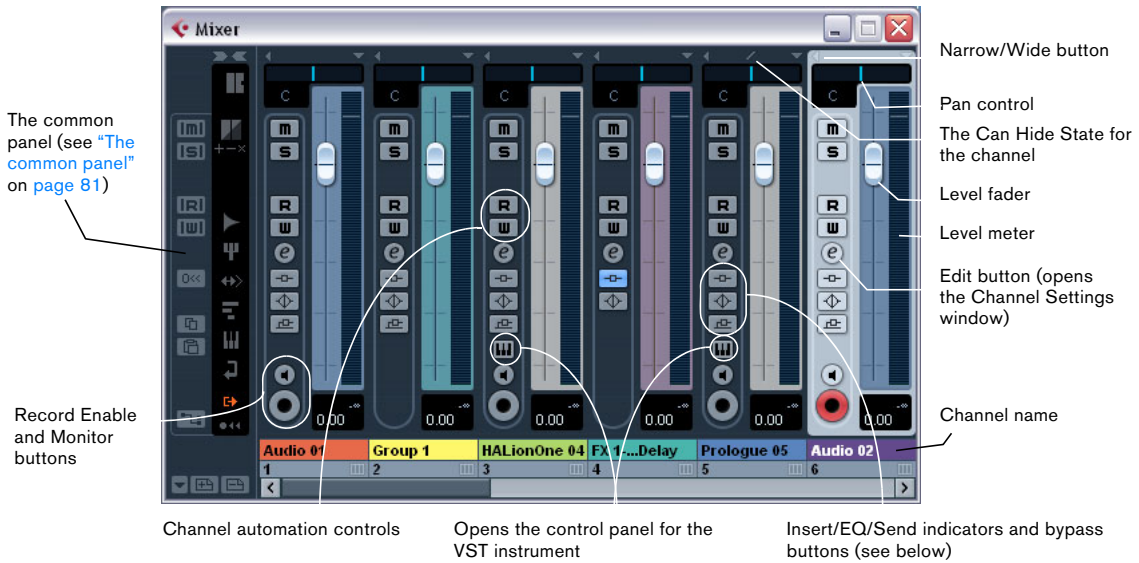 Mixer
Narrow/Wide button
Pan control
The Can Hide State for
the channel
Level fader
Level meter
Edit button (opens
the Channel Settings
window)
Channel name
The common
panel (see “The
common panel”
on page 81)
Record Enable
and Monitor
buttons
C C C C C C
m m m m m m
S S S S S S
R R R R R R
W W W W W W
e e e e e e
|m|
|S|
|R|
|W|
0<<
0.00 0.00 0.00 0.00 0.00 0.00
-∞ -∞ -∞ -∞ -∞ -∞
Audio 01 Group 1 HALionOne 04 FX 1-...Delay Prologue 05 Audio 02
1 2 3 4 5 6
Channel automation controls
Opens the control panel for the
VST instrument
Insert/EQ/Send indicators and bypass
buttons (see below)